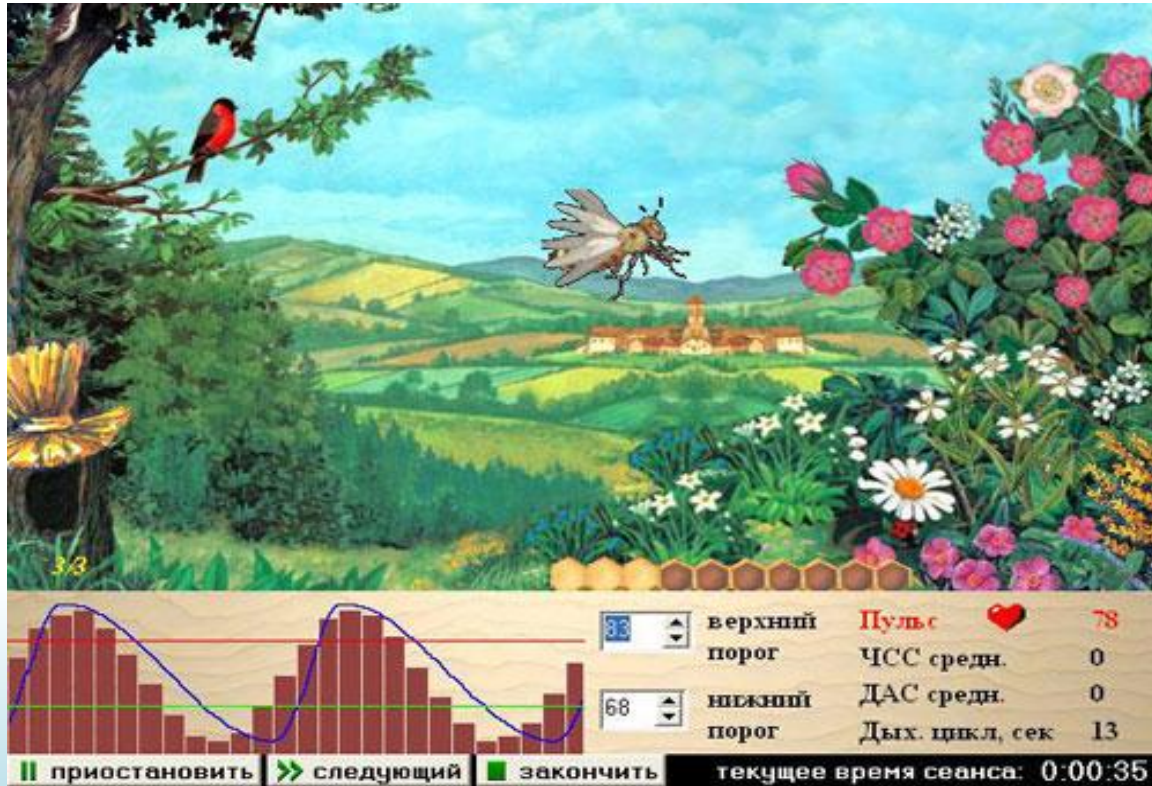 3/3
83
верхний
порог
Пульс 78
ЧСС средн. 0
68
нижний
порог
ДАС средн. 0
Дых. цикл, сек 13
приостановить
следующий
закончить
текущее время сеанса: 0:00:35